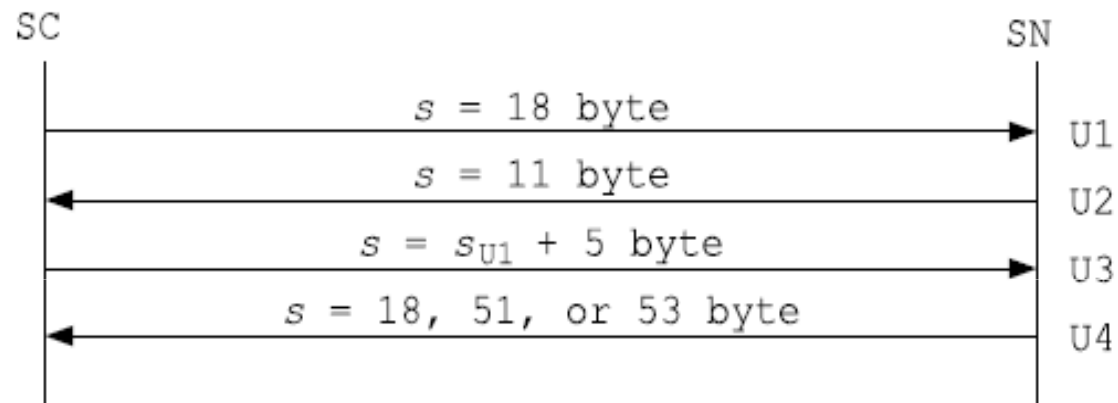 SC
SN
s = 18 byte
U1
s = 11 byte
U2
s = sU1 + 5 byte
U3
s = 18, 51, or 53 byte
U4